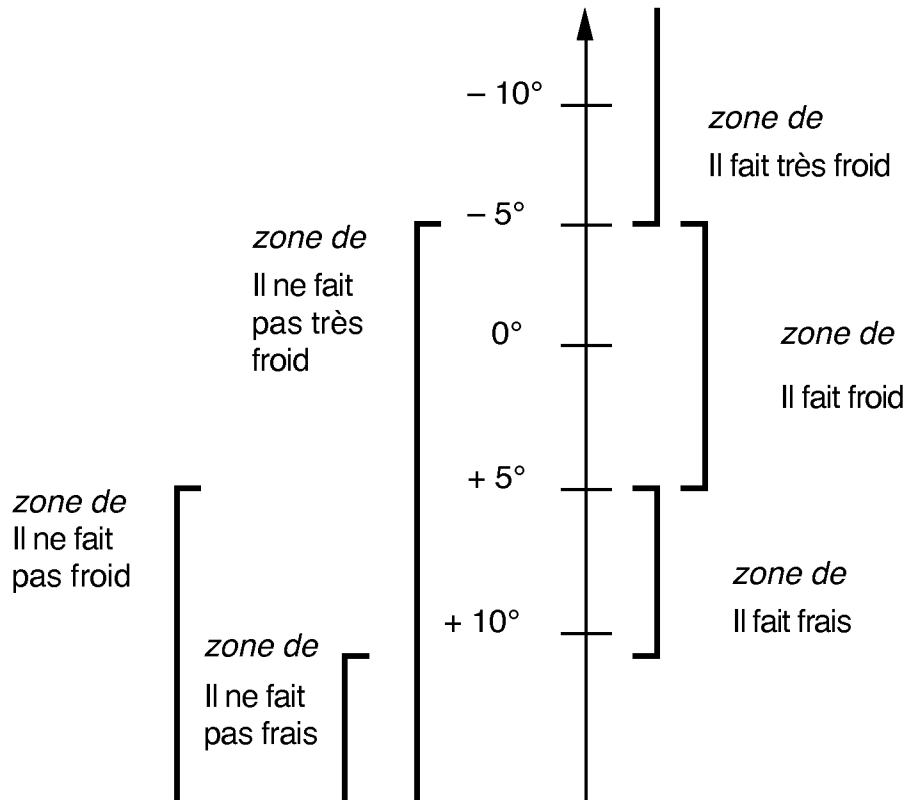 – 10°
zone de
Il fait très froid
– 5°
zone de
Il ne fait
pas très
froid
0°
zone de
Il fait froid
+ 5°
zone de
Il ne fait
pas froid
zone de
Il fait frais
+ 10°
zone de
Il ne fait
pas frais